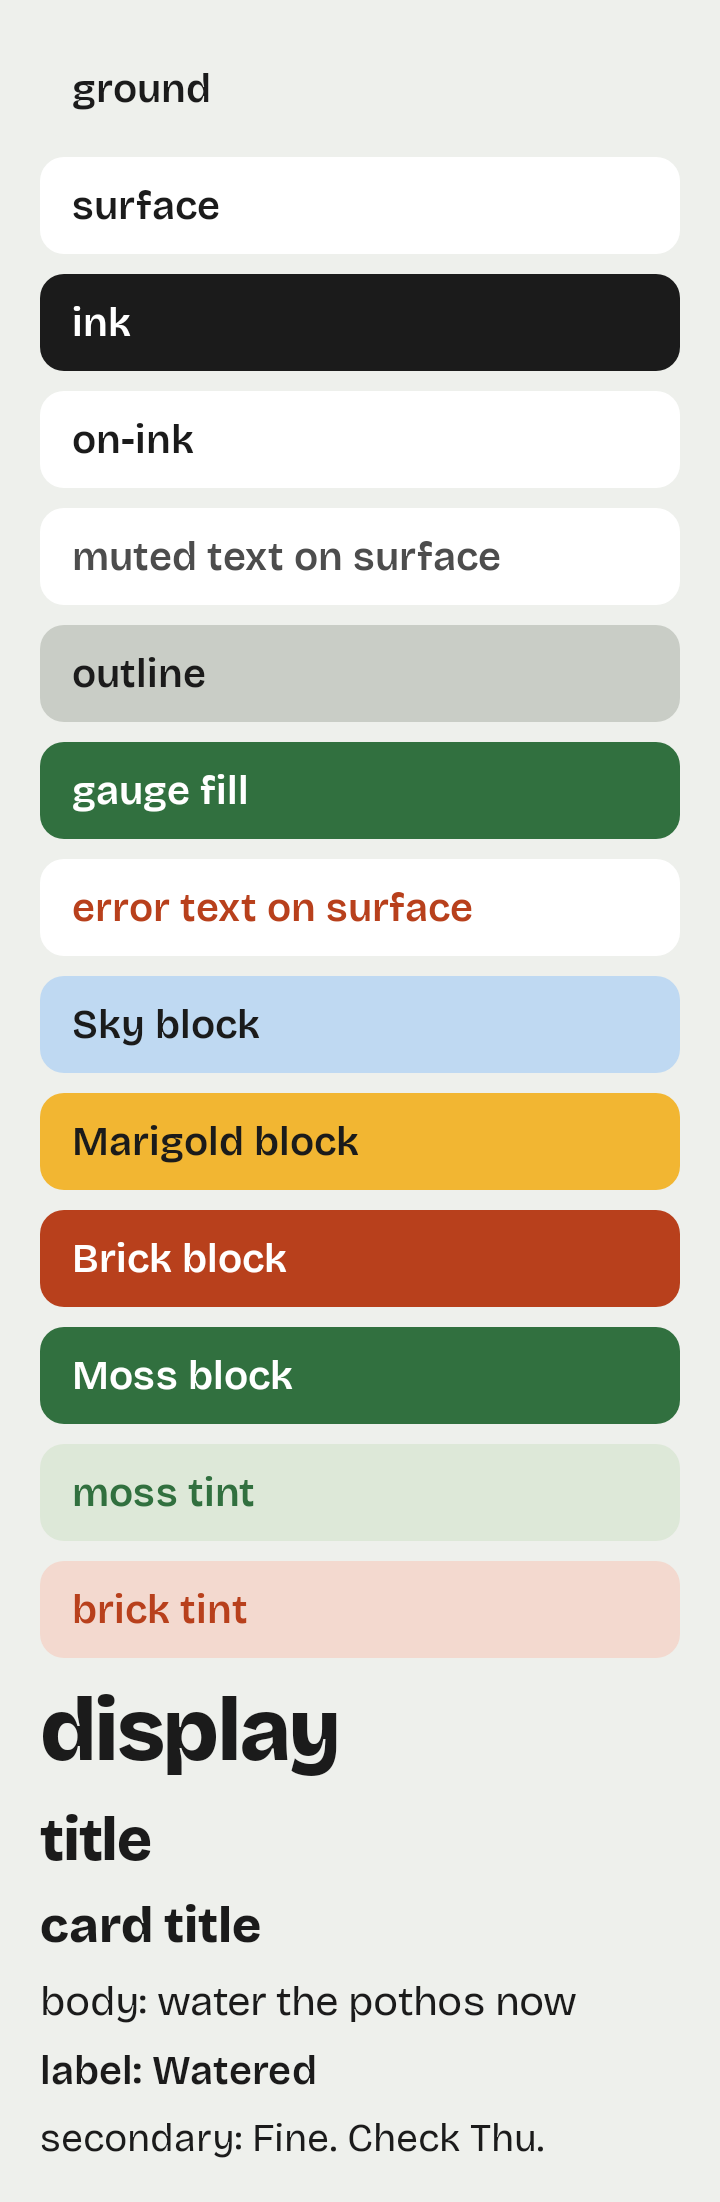 ground
surface
ink
on-ink
muted text on surface
outline
gauge fill
error text on surface
Sky block
Marigold block
Brick block
Moss block
moss tint
brick tint
display
title
card title
body: water the pothos now
label: Watered
secondary: Fine. Check Thu.